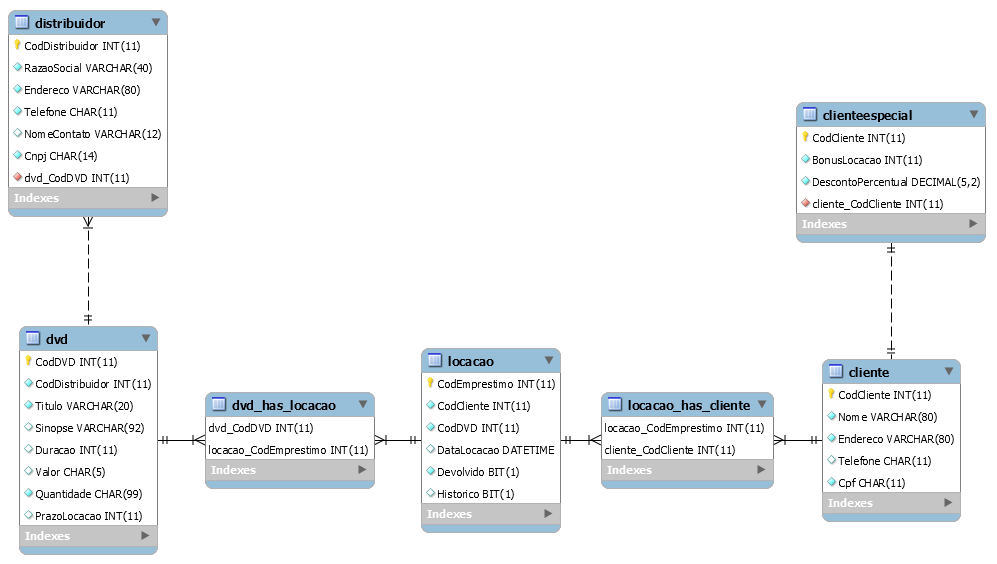 distribuidor
CodDistribuidor INT(11)
RazaoSocial VARCHAR(40)
Endereco VARCHAR(80)
Telefone CHAR(11)
NomeContato VARCHAR(12)
Cnpj CHAR(14)
dvd_CodDVD INT(11)
Indexes
clienteespecial
CodCliente INT(11)
BonusLocacao INT(11)
DescontoPercentual DECIMAL(5,2)
cliente_CodCliente INT(11)
Indexes
dvd
CodDVD INT(11)
CodDistribuidor INT(11)
Titulo VARCHAR(20)
Sinopse VARCHAR(92)
Duracao INT(11)
Valor CHAR(5)
Quantidade CHAR(99)
PrazoLocacao INT(11)
Indexes
dvd_has_locacao
dvd_CodDVD INT(11)
locacao_CodEmprestimo INT(11)
Indexes
locacao
CodEmprestimo INT(11)
CodCliente INT(11)
CodDVD INT(11)
DataLocacao DATETIME
Devolvido BIT(1)
Historico BIT(1)
Indexes
locacao_has_cliente
locacao_CodEmprestimo INT(11)
cliente_CodCliente INT(11)
Indexes
cliente
CodCliente INT(11)
Nome VARCHAR(80)
Endereco VARCHAR(80)
Telefone CHAR(11)
Cpf CHAR(11)
Indexes